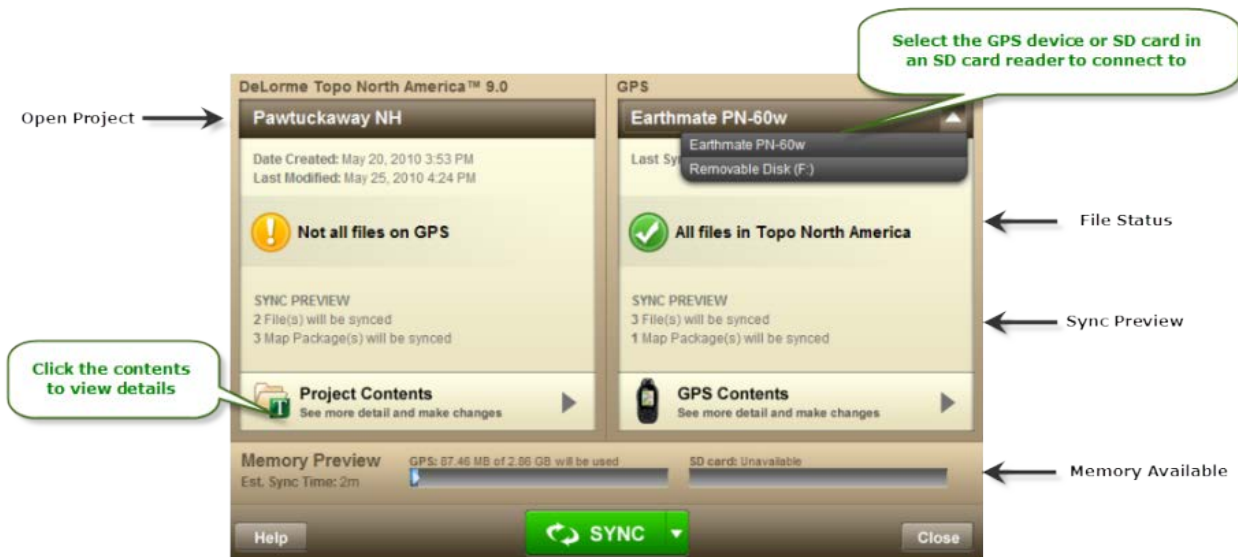 Select the GPS device or SD card in
an SD card reader to connect to
DeLorme Topo North America™ 9.0
GPS
Open Project
Pawtuckaway NH
Earthmate PN-60w
Earthmate PN-60w
Removable Disk (F:)
Date Created: May 20, 2010 3:53 PM
Last Modified: May 25, 2010 4:24 PM
Last
Not all files on GPS
All files in Topo North America
File Status
SYNC PREVIEW
2 File(s) will be synced
3 Map Package(s) will be synced
SYNC PREVIEW
3 File(s) will be synced
1 Map Package(s) will be synced
Sync Preview
Click the contents
to view details
T
Project Contents
See more detail and make changes
GPS Contents
See more detail and make changes
Memory Preview
Est. Sync Time: 2m
GPS: 87.46 MB of 2.86 GB will be used
SD card: Unavailable
Memory Available
Help
SYNC
Close